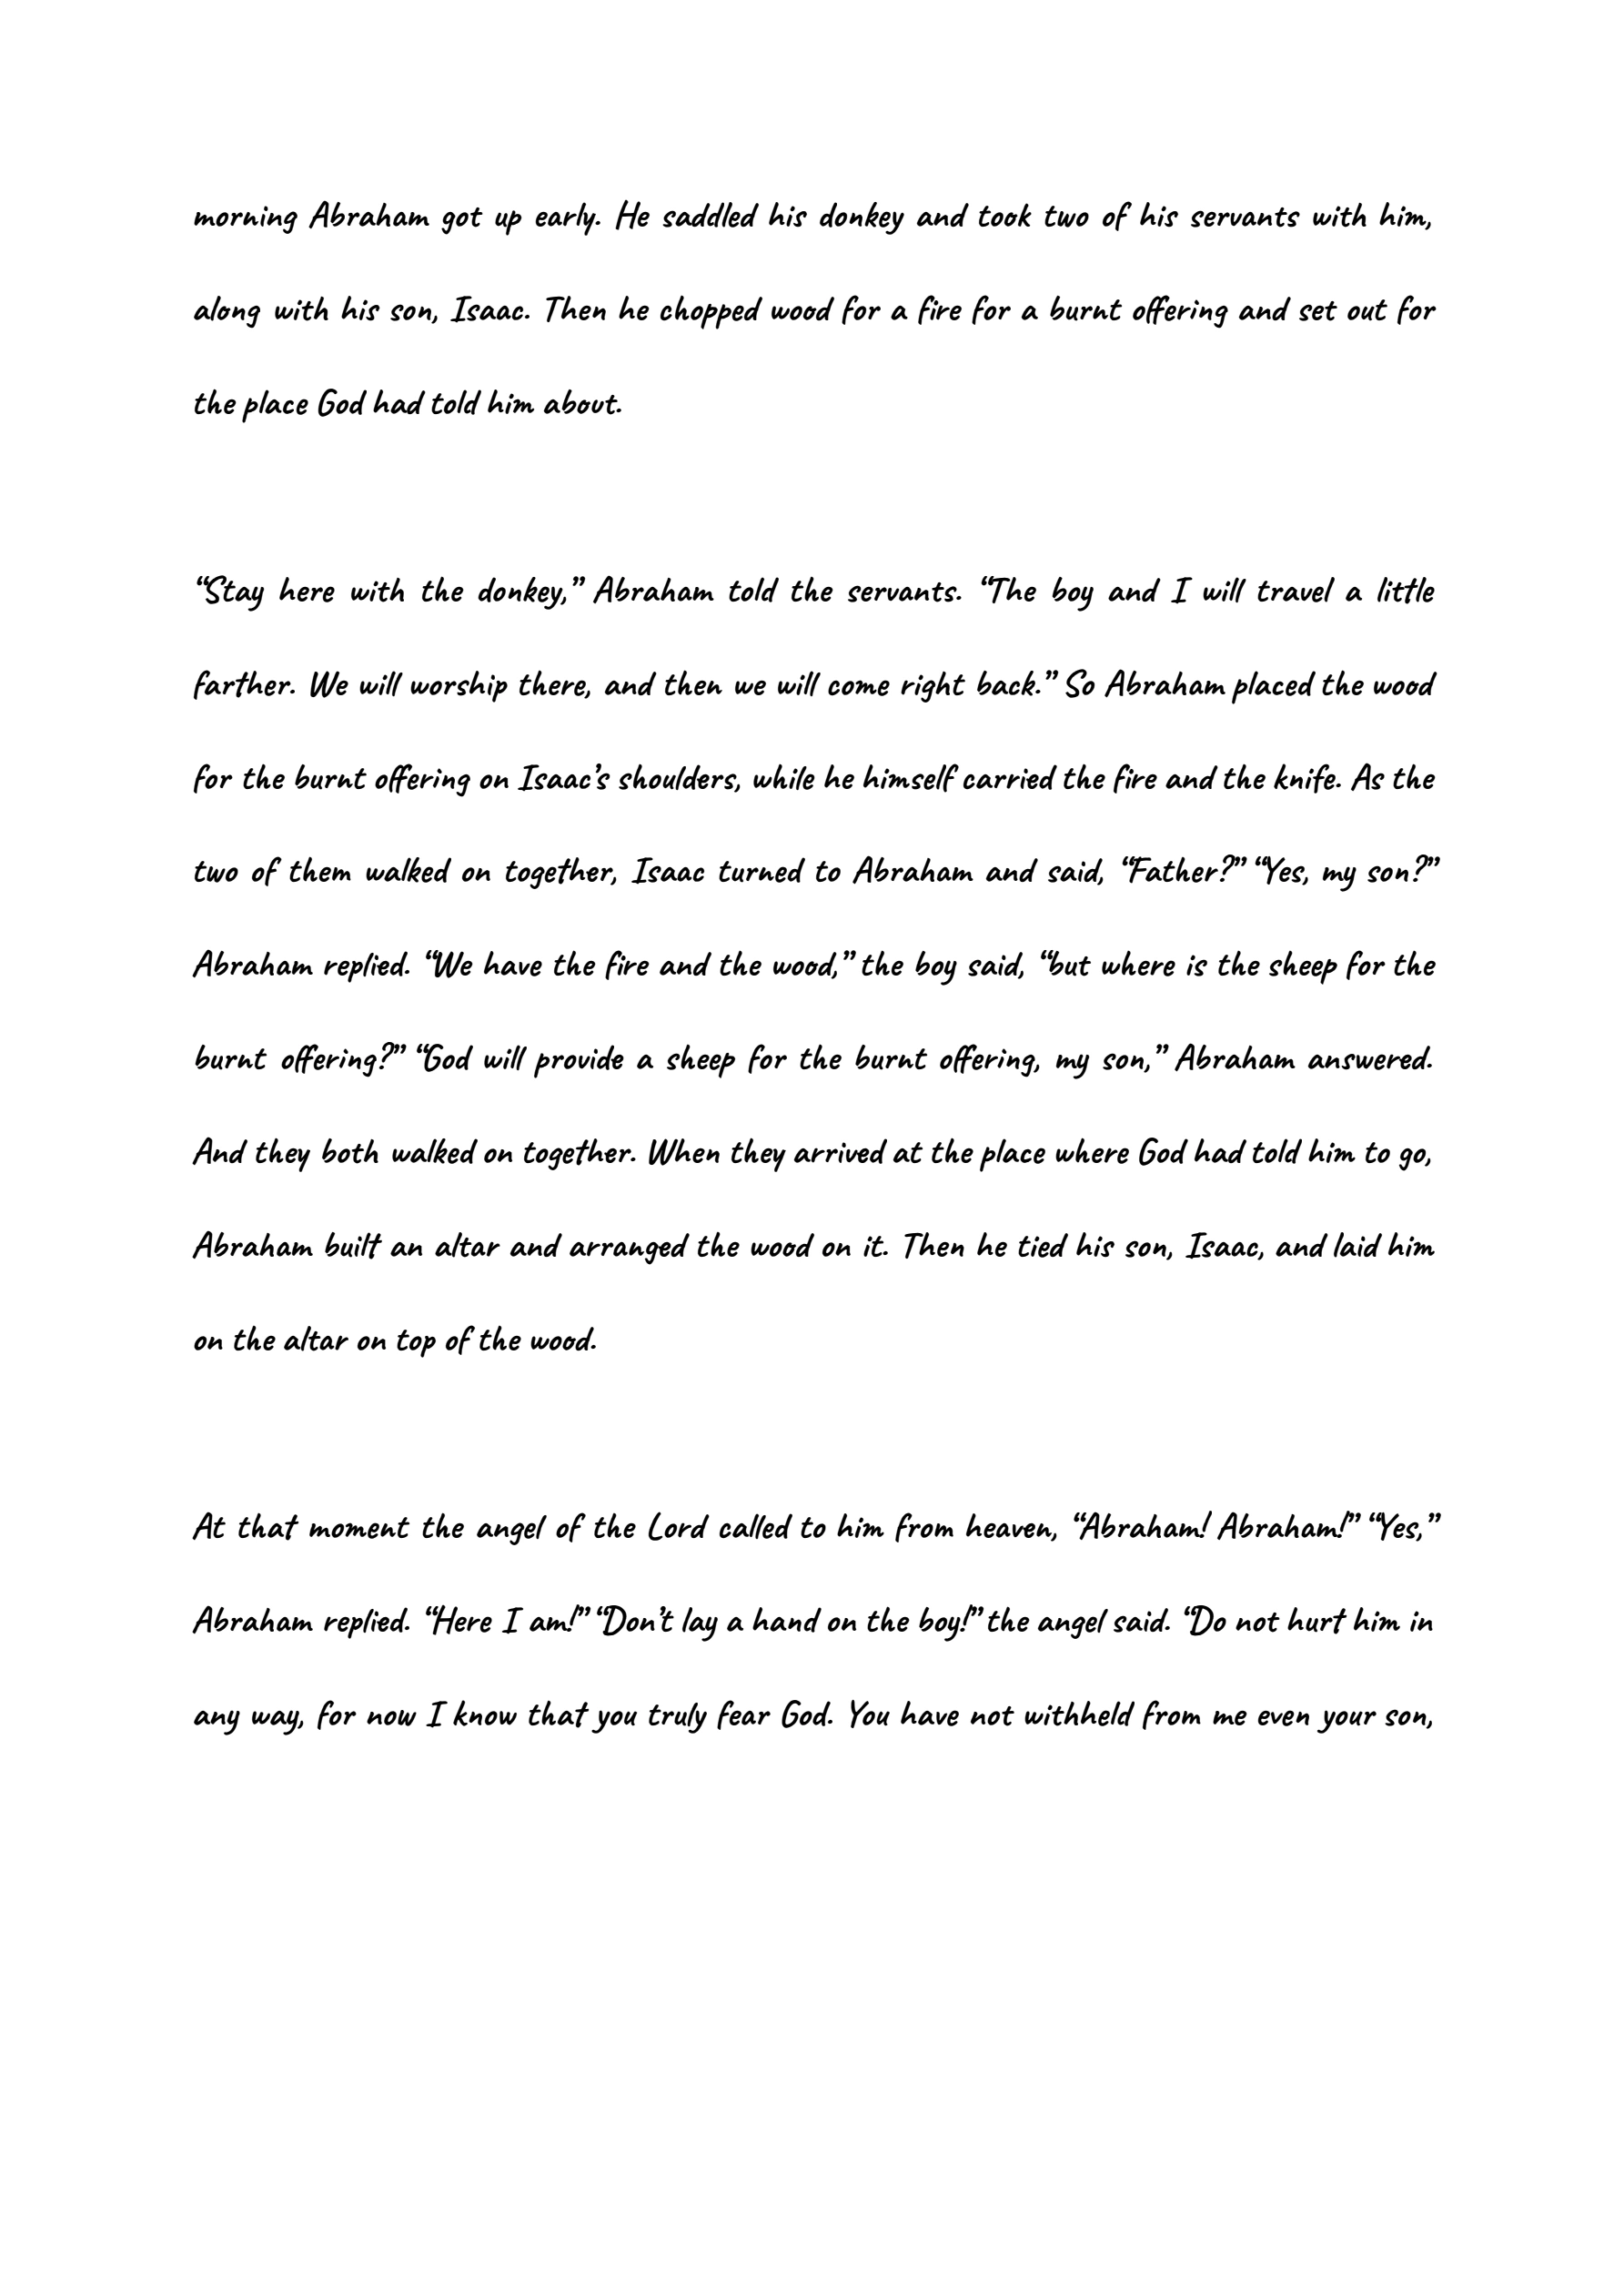 morning Abraham got up early. He saddled his donkey and took two of his servants with him,
along with his son, Isaac. Then he chopped wood for a fire for a burnt offering and set out for
the place God had told him about.
“Stay here with the donkey,” Abraham told the servants. “The boy and I will travel a little
farther. We will worship there, and then we will come right back.” So Abraham placed the wood
for the burnt offering on Isaac’s shoulders, while he himself carried the fire and the knife. As the
two of them walked on together, Isaac turned to Abraham and said, “Father?” “Yes, my son?”
Abraham replied. “We have the fire and the wood,” the boy said, “but where is the sheep for the
burnt offering?” “God will provide a sheep for the burnt offering, my son,” Abraham answered.
And they both walked on together. When they arrived at the place where God had told him to go,
Abraham built an altar and arranged the wood on it. Then he tied his son, Isaac, and laid him
on the altar on top of the wood.
At that moment the angel of the Lord called to him from heaven, “Abraham! Abraham!” “Yes,”
Abraham replied. “Here I am!” “Don’t lay a hand on the boy!” the angel said. “Do not hurt him in
any way, for now I know that you truly fear God. You have not withheld from me even your son,